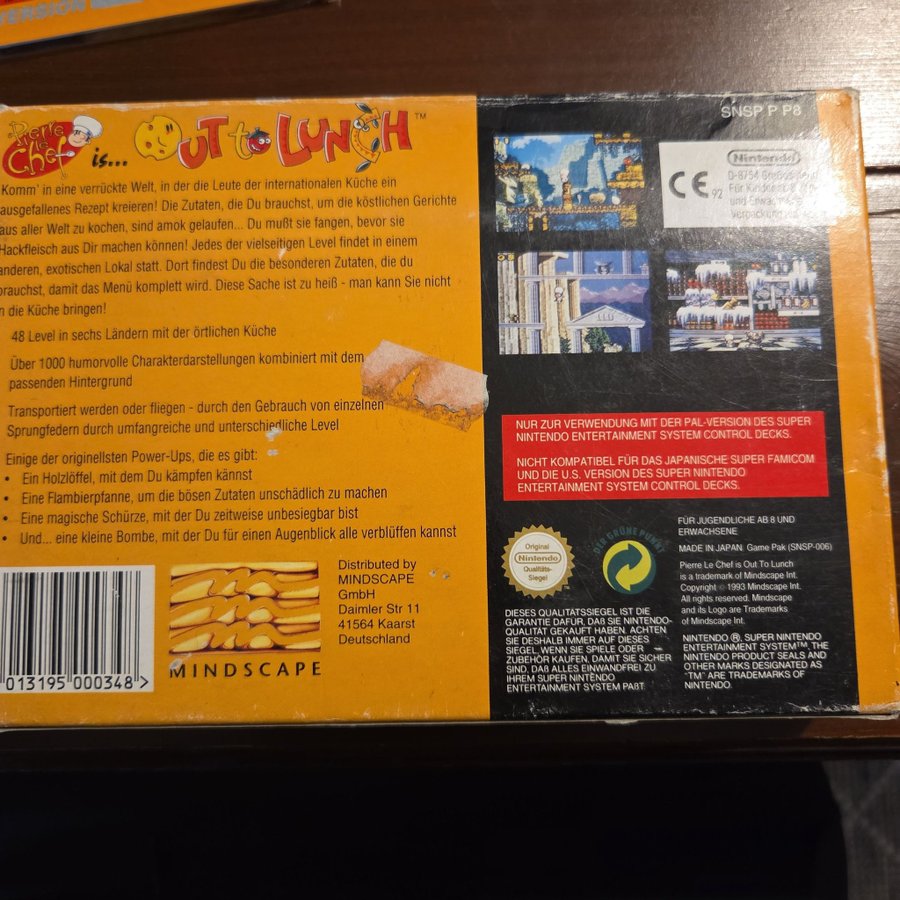 VERSION
Pierre le Chef is... OUT to LUNCH™
Komm' in eine verrückte Welt, in der die Leute der internationalen Küche ein
ausgefallenes Rezept kreieren! Die Zutaten, die Du brauchst, um die köstlichen Gerichte
aus aller Welt zu kochen, sind amok gelaufen... Du mußt sie fangen, bevor sie
Hackfleisch aus Dir machen können! Jedes der vielseitigen Level findet in einem
anderen, exotischen Lokal statt. Dort findest Du die besonderen Zutaten, die du
brauchst, damit das Menü komplett wird. Diese Sache ist zu heiß - man kann Sie nicht
in die Küche bringen!
48 Level in sechs Ländern mit der örtlichen Küche
Über 1000 humorvolle Charakterdarstellungen kombiniert mit dem
passenden Hintergrund
Transportiert werden oder fliegen - durch den Gebrauch von einzelnen
Sprungfedern durch umfangreiche und unterschiedliche Level
Einige der originellsten Power-Ups, die es gibt:
• Ein Holzlöffel, mit dem Du kämpfen kännst
• Eine Flambierpfanne, um die bösen Zutaten unschädlich zu machen
• Eine magische Schürze, mit der Du zeitweise unbesiegbar bist
• Und... eine kleine Bombe, mit der Du für einen Augenblick alle verblüffen kannst
013195 000348 >
MINDSCAPE
Distributed by
MINDSCAPE
GmbH
Daimler Str 11
41564 Kaarst
Deutschland
SNSP P P8
CE 92
Nintendo
D-8754 Großostheim
Für Kinder
und Erwachsene
Verpackung
NUR ZUR VERWENDUNG MIT DER PAL-VERSION DES SUPER
NINTENDO ENTERTAINMENT SYSTEM CONTROL DECKS.
NICHT KOMPATIBEL FÜR DAS JAPANISCHE SUPER FAMICOM
UND DIE U.S. VERSION DES SUPER NINTENDO
ENTERTAINMENT SYSTEM CONTROL DECKS.
Original
Nintendo
Qualitäts-
Siegel
DER GRÜNE PUNKT
DIESES QUALITATSSIEGEL IST DIE
GARANTIE DAFUR, DAß SIE NINTENDO-
QUALITAT GEKAUFT HABEN. ACHTEN
SIE DESHALB IMMER AUF DIESES
SIEGEL, WENN SIE SPIELE ODER
ZUBEHÖR KAUFEN, DAMIT SIE SICHER
SIND, DAß ALLES EINWANDFREI ZU
IHREM SUPER NINTENDO
ENTERTAINMENT SYSTEM PAßT.
FÜR JUGENDLICHE AB 8 UND
ERWACHSENE
MADE IN JAPAN Game Pak (SNSP-006)
Pierre Le Chef is Out To Lunch
is a trademark of Mindscape Int.
Copyright © 1993 Mindscape
All rights reserved. Mindscape
and its Logo are Trademarks
of Mindscape Int.
NINTENDO ®, SUPER NINTENDO
ENTERTAINMENT SYSTEM™, THE
NINTENDO PRODUCT SEALS AND
OTHER MARKS DESIGNATED AS
"TM" ARE TRADEMARKS OF
NINTENDO.